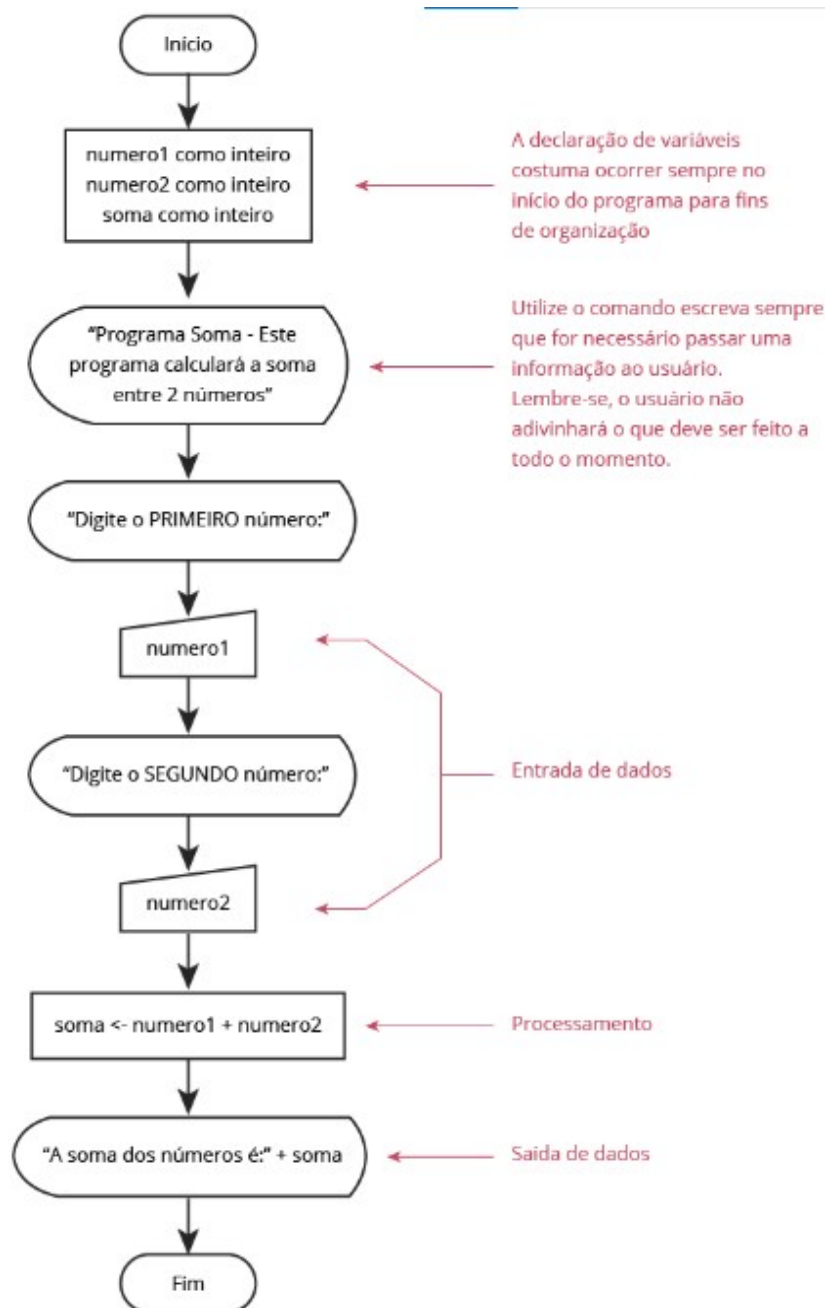 Início
numero1 como inteiro
numero2 como inteiro
soma como inteiro
A declaração de variáveis
costuma ocorrer sempre no
início do programa para fins
de organização
“Programa Soma - Este
programa calculará a soma
entre 2 números”
Utilize o comando escreva sempre
que for necessário passar uma
informação ao usuário.
Lembre-se, o usuário não
adivinhará o que deve ser feito a
todo o momento.
“Digite o PRIMEIRO número:”
numero1
“Digite o SEGUNDO número:”
Entrada de dados
numero2
soma <- numero1 + numero2
Processamento
“A soma dos números é:” + soma
Saída de dados
Fim